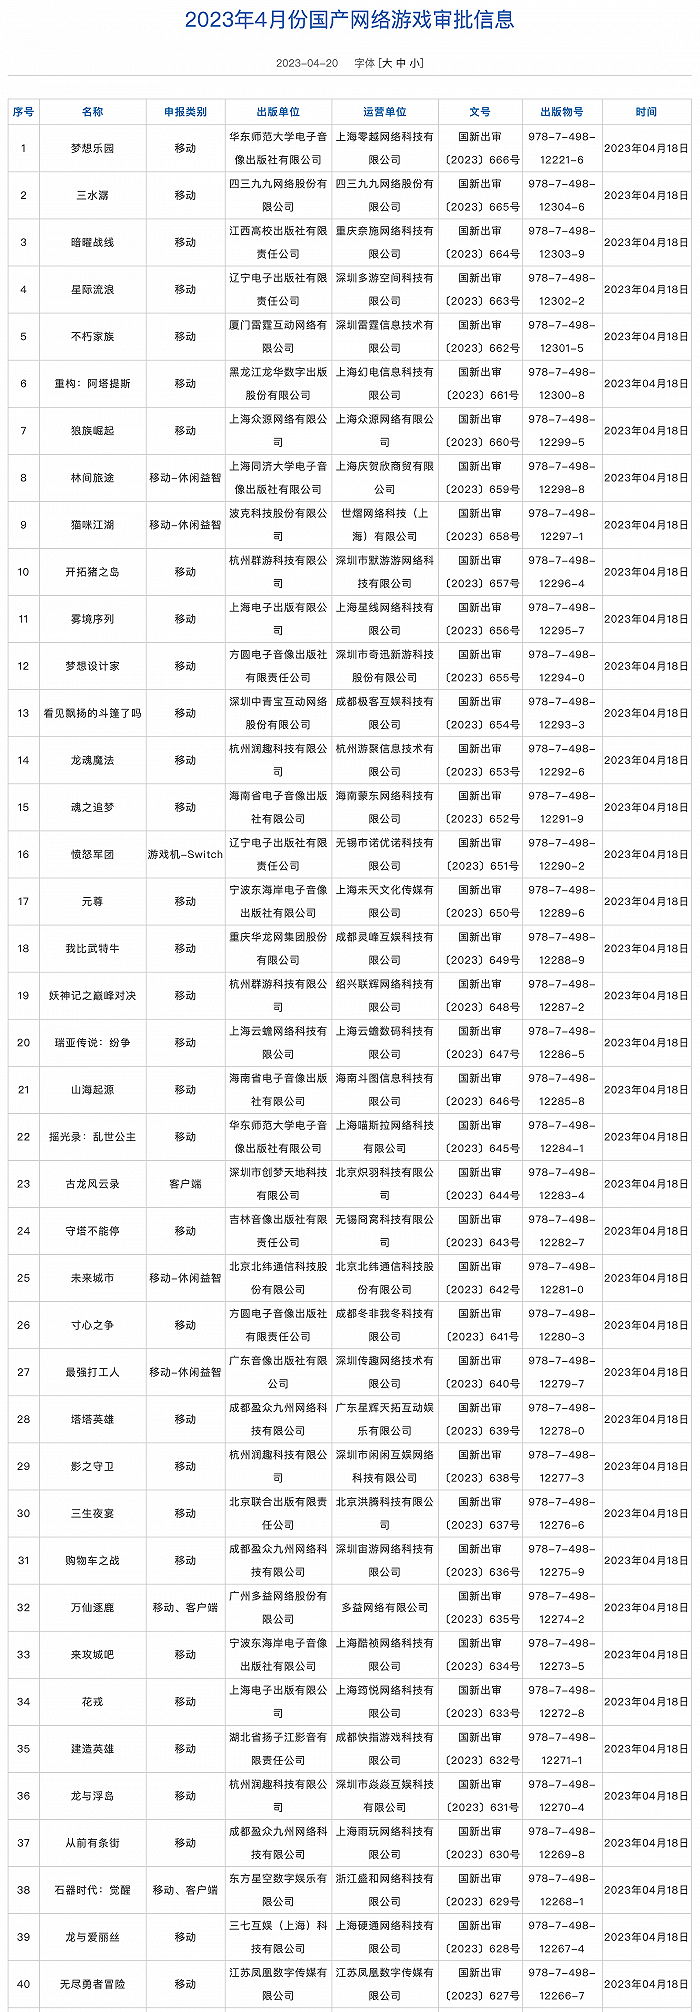 2023年4月份国产网络游戏审批信息
2023-04-20 字体 [大 中 小]
序号 名称 申报类别 出版单位 运营单位 文号 出版物号 时间
1 梦想乐园 移动 华东师范大学电子音像出版社有限公司 上海零越网络科技有限公司 国新出审〔2023〕666号 978-7-498-12221-6 2023年04月18日
2 三水潺 移动 四三九九网络股份有限公司 四三九九网络股份有限公司 国新出审〔2023〕665号 978-7-498-12304-6 2023年04月18日
3 暗曜战线 移动 江西高校出版社有限责任公司 重庆奈施网络科技有限公司 国新出审〔2023〕664号 978-7-498-12303-9 2023年04月18日
4 星际流浪 移动 辽宁电子出版社有限责任公司 深圳多游空间科技有限公司 国新出审〔2023〕663号 978-7-498-12302-2 2023年04月18日
5 不朽家族 移动 厦门雷霆互动网络有限公司 深圳雷霆信息技术有限公司 国新出审〔2023〕662号 978-7-498-12301-5 2023年04月18日
6 重构：阿塔提斯 移动 黑龙江龙华数字出版股份有限公司 上海幻电信息科技有限公司 国新出审〔2023〕661号 978-7-498-12300-8 2023年04月18日
7 狼族崛起 移动 上海众源网络有限公司 上海众源网络有限公司 国新出审〔2023〕660号 978-7-498-12299-5 2023年04月18日
8 林间旅途 移动-休闲益智 上海同济大学电子音像出版社有限公司 上海庆贺欣商贸有限公司 国新出审〔2023〕659号 978-7-498-12298-8 2023年04月18日
9 猫咪江湖 移动-休闲益智 波克科技股份有限公司 世熠网络科技（上海）有限公司 国新出审〔2023〕658号 978-7-498-12297-1 2023年04月18日
10 开拓猪之岛 移动 杭州群游科技有限公司 深圳市默游游网络科技有限公司 国新出审〔2023〕657号 978-7-498-12296-4 2023年04月18日
11 雾境序列 移动 上海电子出版有限公司 上海星线网络科技有限公司 国新出审〔2023〕656号 978-7-498-12295-7 2023年04月18日
12 梦想设计家 移动 方圆电子音像出版社有限责任公司 深圳市奇迅新游科技股份有限公司 国新出审〔2023〕655号 978-7-498-12294-0 2023年04月18日
13 看见飘扬的斗篷了吗 移动 深圳中青宝互动网络股份有限公司 成都极客互娱科技有限公司 国新出审〔2023〕654号 978-7-498-12293-3 2023年04月18日
14 龙魂魔法 移动 杭州润趣科技有限公司 杭州游聚信息技术有限公司 国新出审〔2023〕653号 978-7-498-12292-6 2023年04月18日
15 魂之追梦 移动 海南省电子音像出版社有限公司 海南蒙东网络科技有限公司 国新出审〔2023〕652号 978-7-498-12291-9 2023年04月18日
16 愤怒军团 游戏机-Switch 辽宁电子出版社有限责任公司 无锡市诺优诺科技有限公司 国新出审〔2023〕651号 978-7-498-12290-2 2023年04月18日
17 元尊 移动 宁波东海岸电子音像出版社有限公司 上海未天文化传媒有限公司 国新出审〔2023〕650号 978-7-498-12289-6 2023年04月18日
18 我比武特牛 移动 重庆华龙网集团股份有限公司 成都灵峰互娱科技有限公司 国新出审〔2023〕649号 978-7-498-12288-9 2023年04月18日
19 妖神记之巅峰对决 移动 杭州群游科技有限公司 绍兴联辉网络科技有限公司 国新出审〔2023〕648号 978-7-498-12287-2 2023年04月18日
20 瑞亚传说：纷争 移动 上海云蟾网络科技有限公司 上海云蟾数码科技有限公司 国新出审〔2023〕647号 978-7-498-12286-5 2023年04月18日
21 山海起源 移动 海南省电子音像出版社有限公司 海南斗图信息科技有限公司 国新出审〔2023〕646号 978-7-498-12285-8 2023年04月18日
22 摇光录：乱世公主 移动 华东师范大学电子音像出版社有限公司 上海喵斯拉网络科技有限公司 国新出审〔2023〕645号 978-7-498-12284-1 2023年04月18日
23 古龙风云录 客户端 深圳市创梦天地科技有限公司 北京炽羽科技有限公司 国新出审〔2023〕644号 978-7-498-12283-4 2023年04月18日
24 守塔不能停 移动 吉林音像出版社有限责任公司 无锡冏窝科技有限公司 国新出审〔2023〕643号 978-7-498-12282-7 2023年04月18日
25 未来城市 移动-休闲益智 北京北纬通信科技股份有限公司 北京北纬通信科技股份有限公司 国新出审〔2023〕642号 978-7-498-12281-0 2023年04月18日
26 寸心之争 移动 方圆电子音像出版社有限责任公司 成都冬非我冬科技有限公司 国新出审〔2023〕641号 978-7-498-12280-3 2023年04月18日
27 最强打工人 移动-休闲益智 广东音像出版社有限公司 深圳传趣网络技术有限公司 国新出审〔2023〕640号 978-7-498-12279-7 2023年04月18日
28 塔塔英雄 移动 成都盈众九州网络科技有限公司 广东星辉天拓互动娱乐有限公司 国新出审〔2023〕639号 978-7-498-12278-0 2023年04月18日
29 影之守卫 移动 杭州润趣科技有限公司 深圳市闲闲互娱网络科技有限公司 国新出审〔2023〕638号 978-7-498-12277-3 2023年04月18日
30 三生夜宴 移动 北京联合出版有限责任公司 北京洪腾科技有限公司 国新出审〔2023〕637号 978-7-498-12276-6 2023年04月18日
31 购物车之战 移动 成都盈众九州网络科技有限公司 深圳宙游网络科技有限公司 国新出审〔2023〕636号 978-7-498-12275-9 2023年04月18日
32 万仙逐鹿 移动、客户端 广州多益网络股份有限公司 多益网络有限公司 国新出审〔2023〕635号 978-7-498-12274-2 2023年04月18日
33 来攻城吧 移动 宁波东海岸电子音像出版社有限公司 上海酷祯网络科技有限公司 国新出审〔2023〕634号 978-7-498-12273-5 2023年04月18日
34 花戎 移动 上海电子出版有限公司 上海筠悦网络科技有限公司 国新出审〔2023〕633号 978-7-498-12272-8 2023年04月18日
35 建造英雄 移动 湖北省扬子江影音有限责任公司 成都快指游戏科技有限公司 国新出审〔2023〕632号 978-7-498-12271-1 2023年04月18日
36 龙与浮岛 移动 杭州润趣科技有限公司 深圳市焱焱互娱科技有限公司 国新出审〔2023〕631号 978-7-498-12270-4 2023年04月18日
37 从前有条街 移动 成都盈众九州网络科技有限公司 上海雨玩网络科技有限公司 国新出审〔2023〕630号 978-7-498-12269-8 2023年04月18日
38 石器时代：觉醒 移动、客户端 东方星空数字娱乐有限公司 浙江盛和网络科技有限公司 国新出审〔2023〕629号 978-7-498-12268-1 2023年04月18日
39 龙与爱丽丝 移动 三七互娱（上海）科技有限公司 上海硬通网络科技有限公司 国新出审〔2023〕628号 978-7-498-12267-4 2023年04月18日
40 无尽勇者冒险 移动 江苏凤凰数字传媒有限公司 江苏凤凰数字传媒有限公司 国新出审〔2023〕627号 978-7-498-12266-7 2023年04月18日